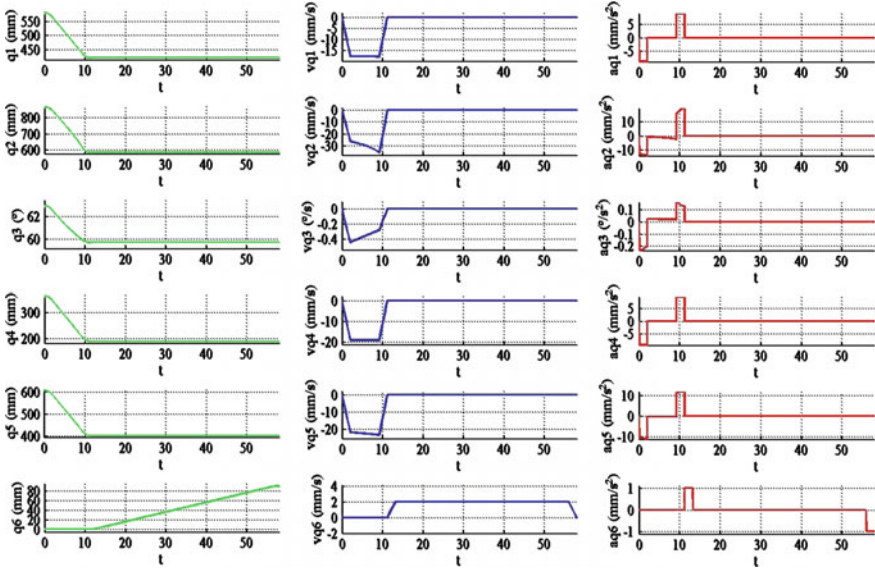 q1 (mm)
550
500
450
0 10 20 30 40 50
t
vq1 (mm/s)
0
-5
-10
-15
0 10 20 30 40 50
t
aq1 (mm/s²)
5
0
-5
0 10 20 30 40 50
t
q2 (mm)
800
700
600
0 10 20 30 40 50
t
vq2 (mm/s)
0
-10
-20
-30
0 10 20 30 40 50
t
aq2 (mm/s²)
10
0
-10
0 10 20 30 40 50
t
q3 (º)
62
60
0 10 20 30 40 50
t
vq3 (º/s)
0
-0.2
-0.4
0 10 20 30 40 50
t
aq3 (º/s²)
0.1
0
-0.1
-0.2
0 10 20 30 40 50
t
q4 (mm)
300
200
0 10 20 30 40 50
t
vq4 (mm/s)
0
-10
-20
0 10 20 30 40 50
t
aq4 (mm/s²)
5
0
-5
0 10 20 30 40 50
t
q5 (mm)
600
500
400
0 10 20 30 40 50
t
vq5 (mm/s)
0
-10
-20
0 10 20 30 40 50
t
aq5 (mm/s²)
10
0
-10
0 10 20 30 40 50
t
q6 (mm)
80
60
40
20
0
0 10 20 30 40 50
t
vq6 (mm/s)
4
2
0
-2
0 10 20 30 40 50
t
aq6 (mm/s²)
1
0
-1
0 10 20 30 40 50
t